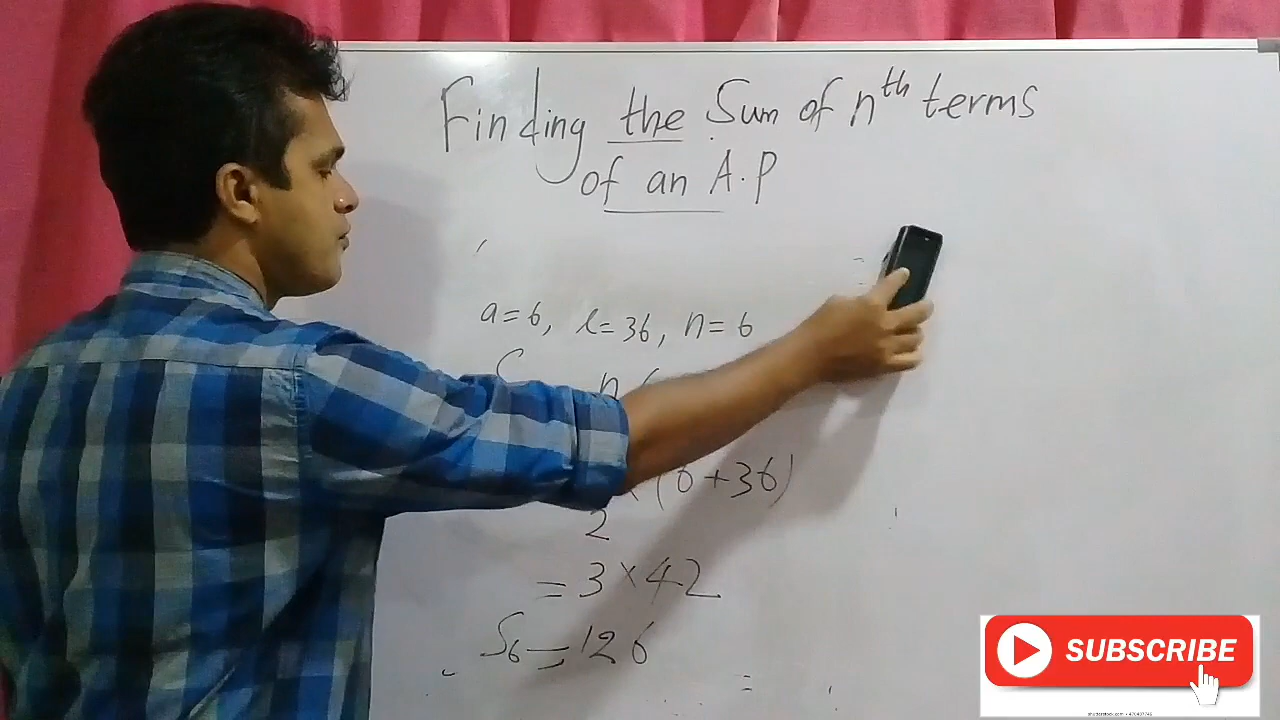 Finding the Sum of nth terms
of an A.P
a=6, l=36, n=6
n (
2 × (6+36)
= 3×42
S6 = 126
SUBSCRIBE